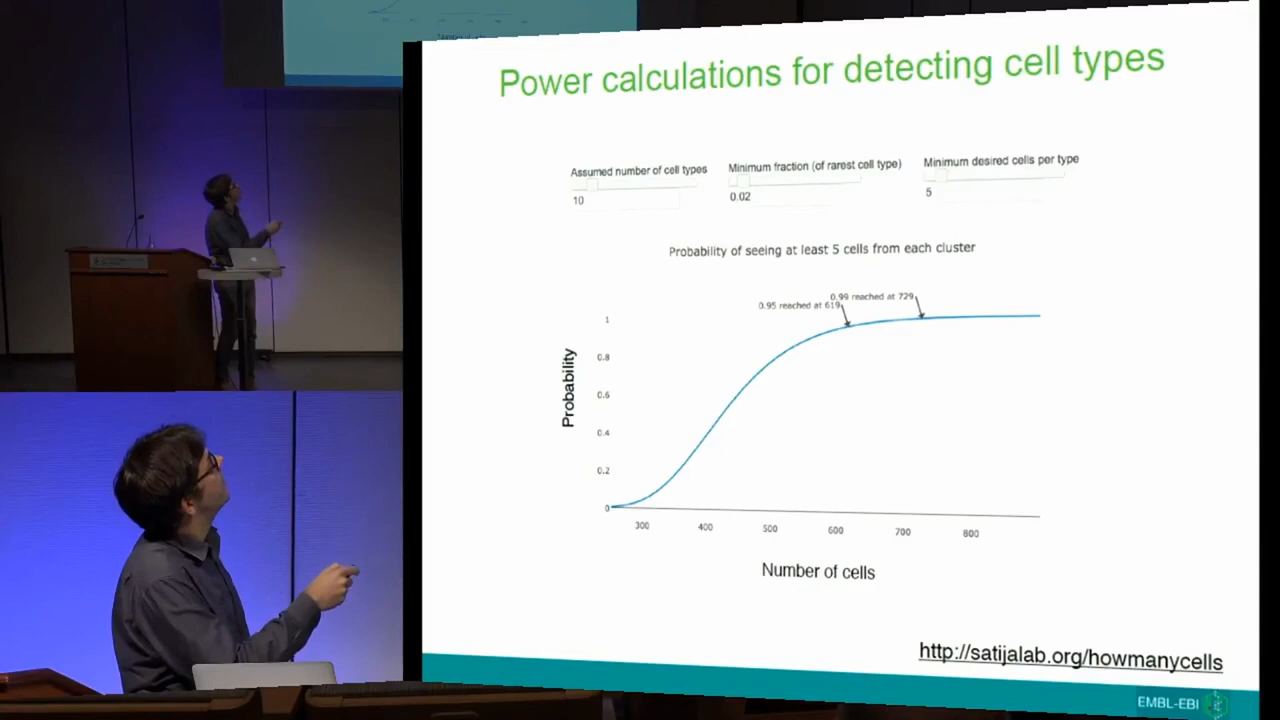 Power calculations for detecting cell types
Assumed number of cell types
10
Minimum fraction (of rarest cell type)
0.02
Minimum desired cells per type
5
Probability of seeing at least 5 cells from each cluster
0.95 reached at 619
0.99 reached at 729
Probability
1
0.8
0.6
0.4
0.2
0
300 400 500 600 700 800
Number of cells
http://satijalab.org/howmanycells
EMBL-EBI